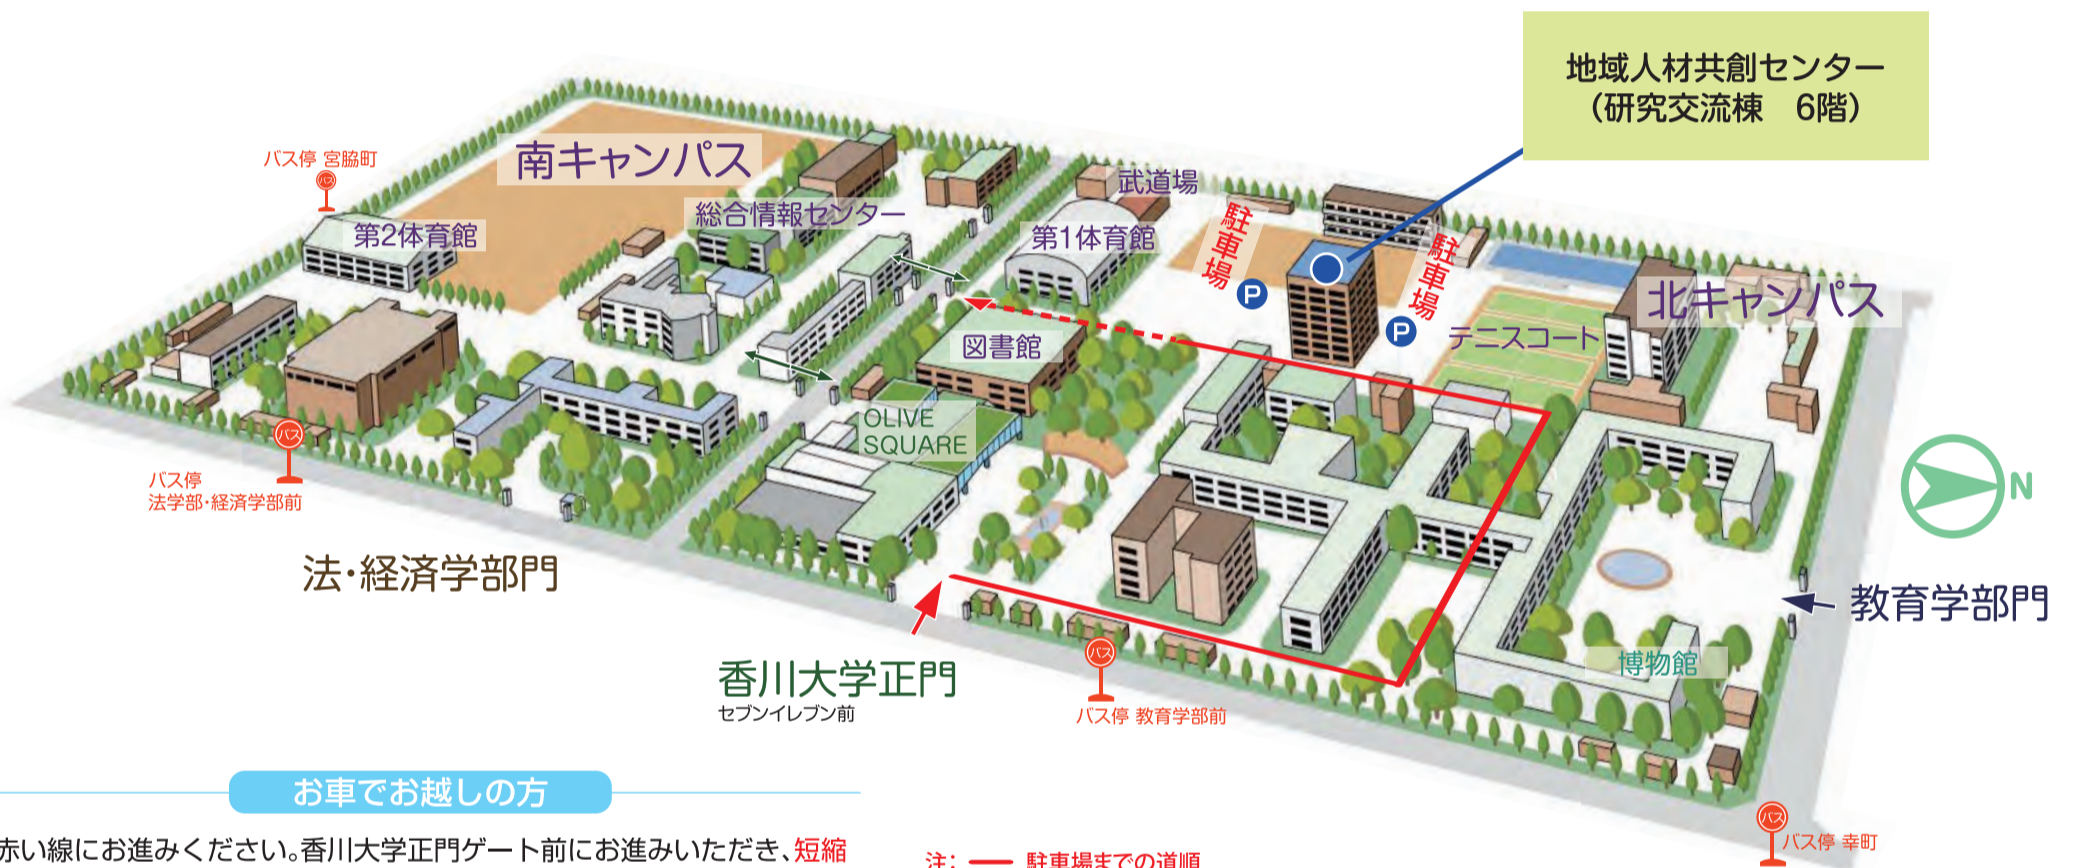 地域人材共創センター
（研究交流棟　6階）
バス停 宮脇町
バス
南キャンパス
武道場
総合情報センター
第2体育館
第1体育館
駐車場
駐車場
P
P
北キャンパス
テニスコート
図書館
OLIVE
SQUARE
バス
バス停
法学部・経済学部前
N
法・経済学部門
教育学部門
香川大学正門
セブンイレブン前
バス
バス停 教育学部前
博物館
バス
バス停 幸町
お車でお越しの方
赤い線にお進みください。香川大学正門ゲート前にお進みいただき、短縮
注： 駐車場までの道順